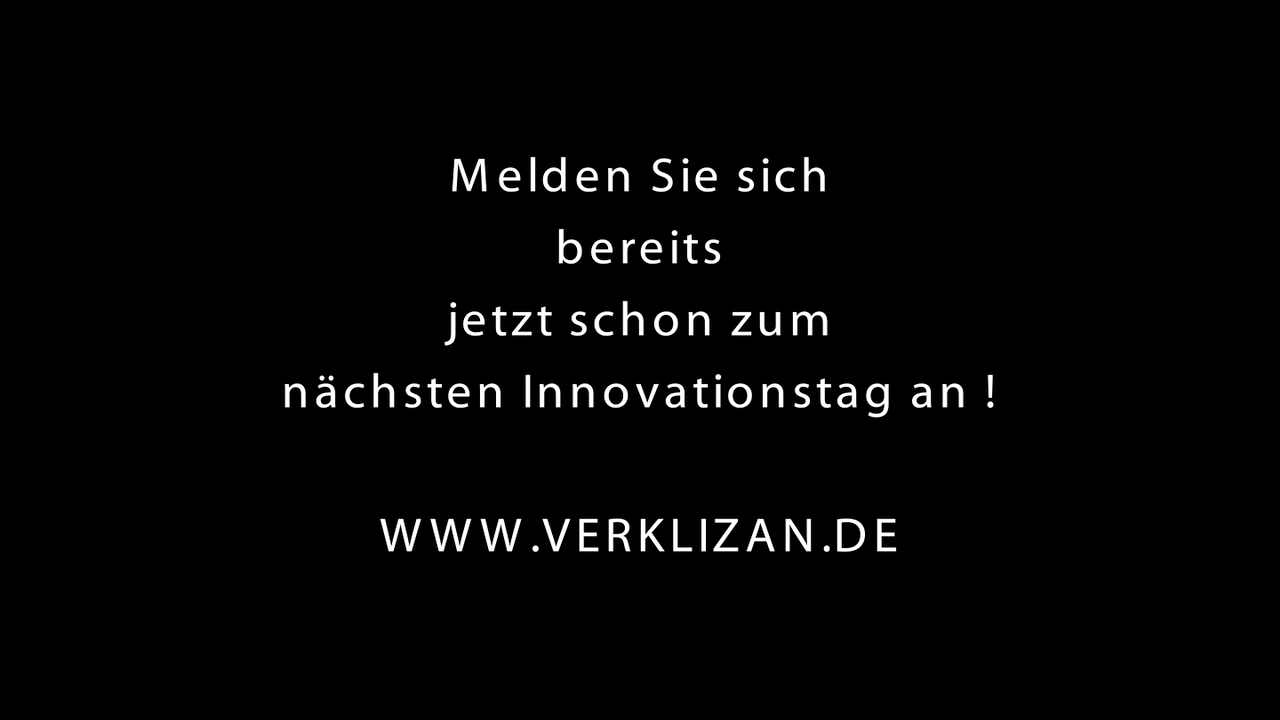 Melden Sie sich
bereits
jetzt schon zum
nächsten Innovationstag an !
WWW.VERKLIZAN.DE